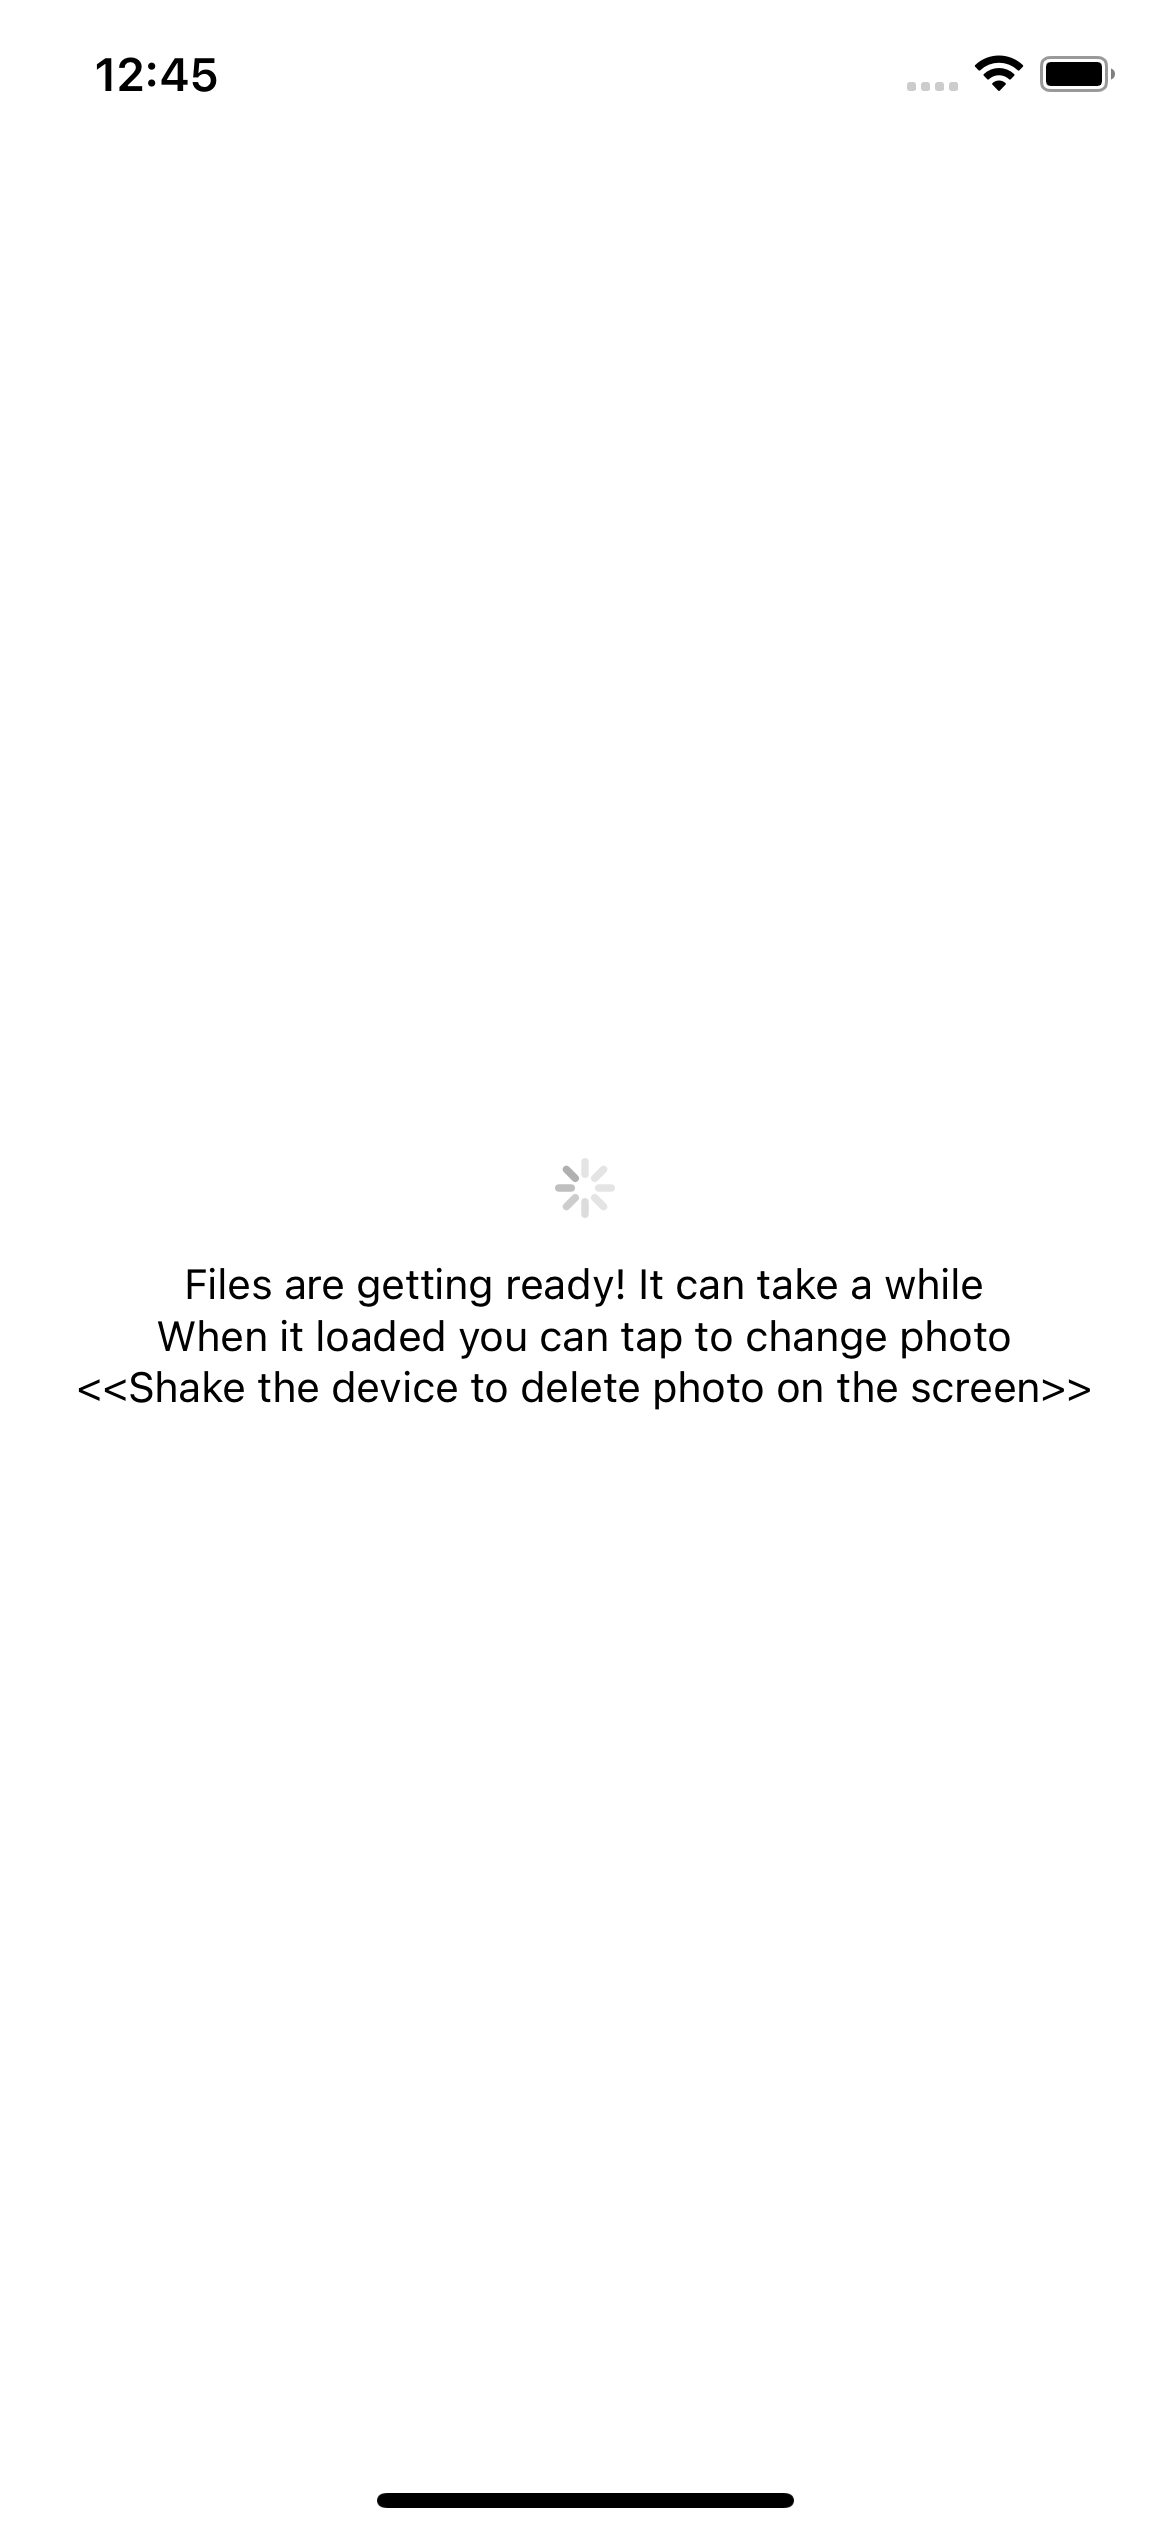 12:45
Files are getting ready! It can take a while
When it loaded you can tap to change photo
<<Shake the device to delete photo on the screen>>